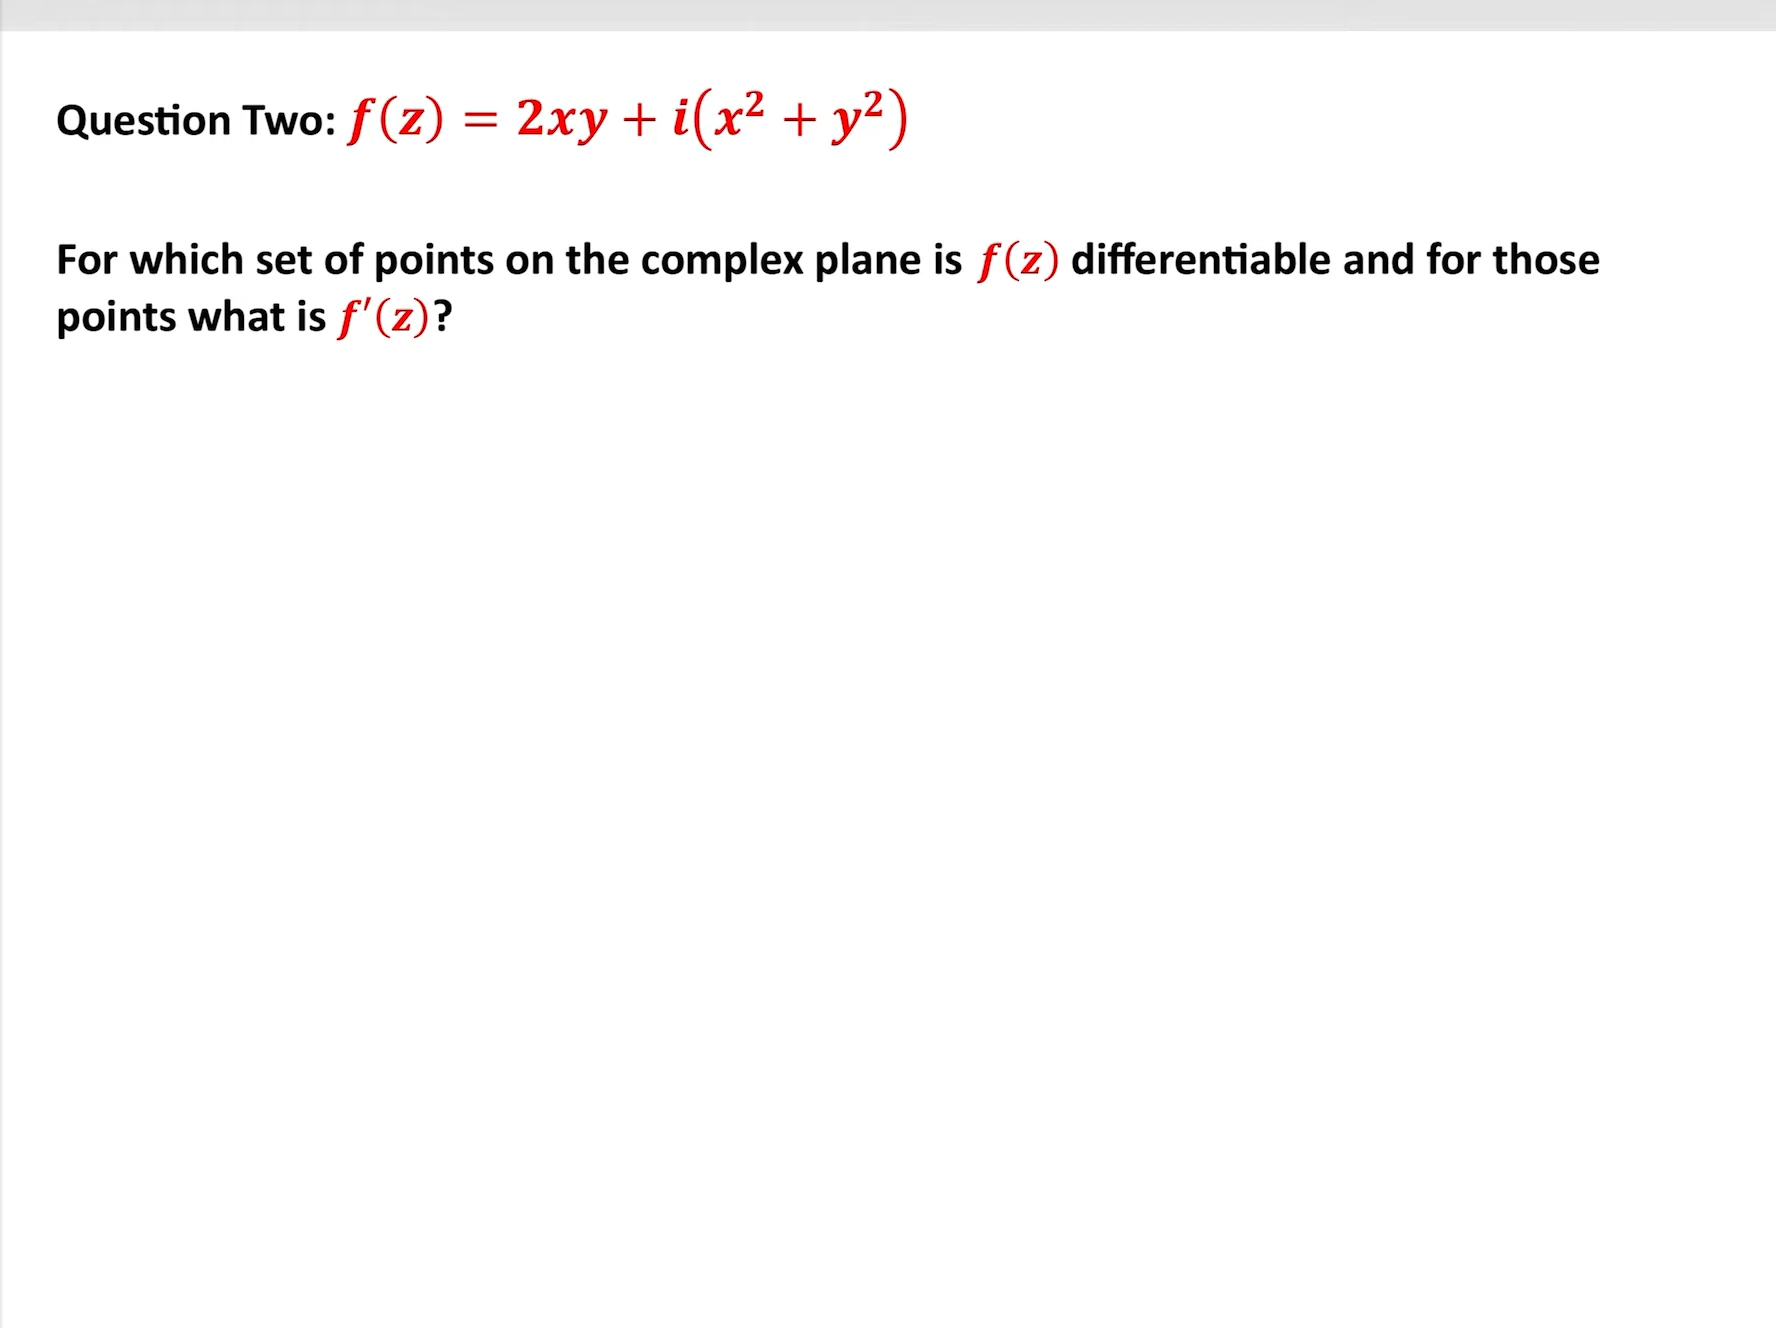 Question Two: f(z) = 2xy + i(x² + y²)
For which set of points on the complex plane is f(z) differentiable and for those
points what is f′(z)?